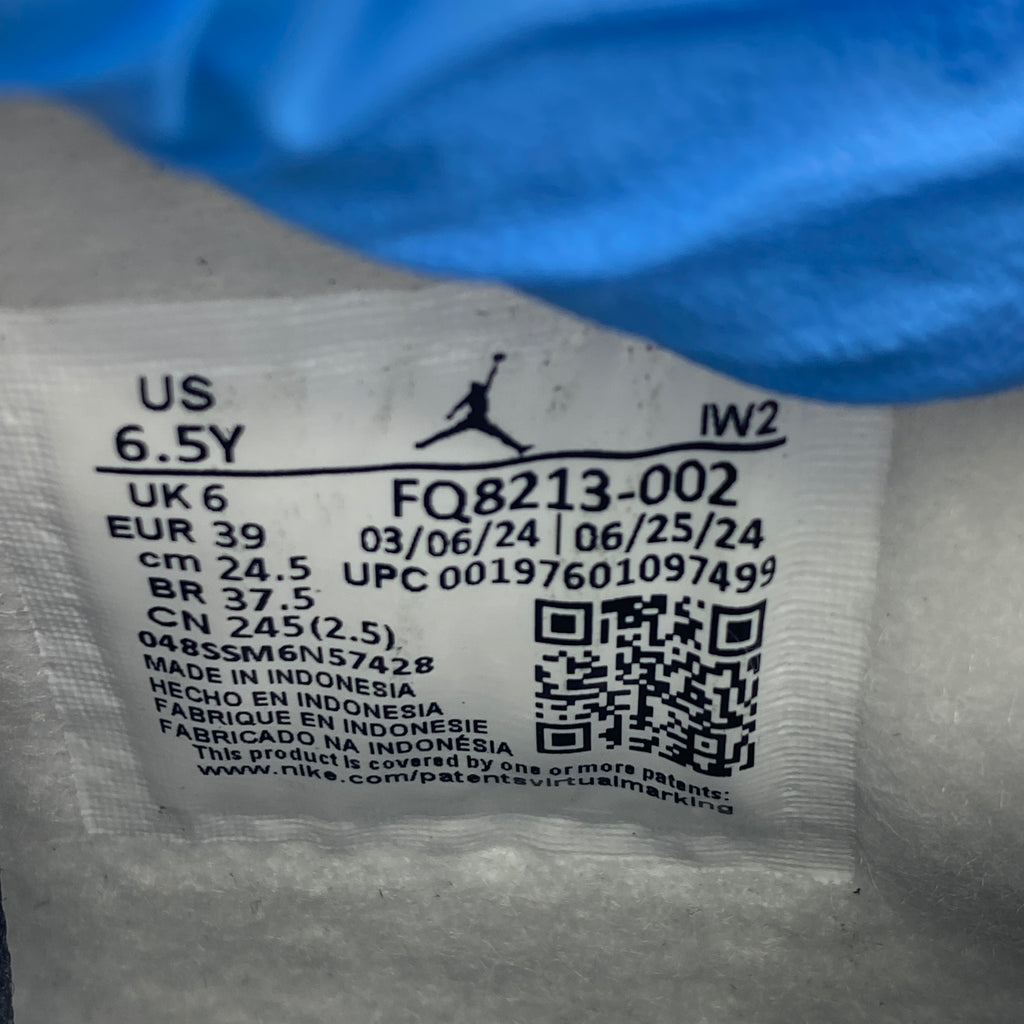 US
6.5Y
IW2
UK 6
FQ8213-002
EUR 39
03/06/24 | 06/25/24
cm 24.5
UPC 00197601097499
BR 37.5
CN 245(2.5)
048SSM6N57428
MADE IN INDONESIA
HECHO EN INDONESIA
FABRIQUE EN INDONESIE
FABRICADO NA INDONÉSIA
This product is covered by one or more patents:
www.nike.com/patentsvirtualmarking